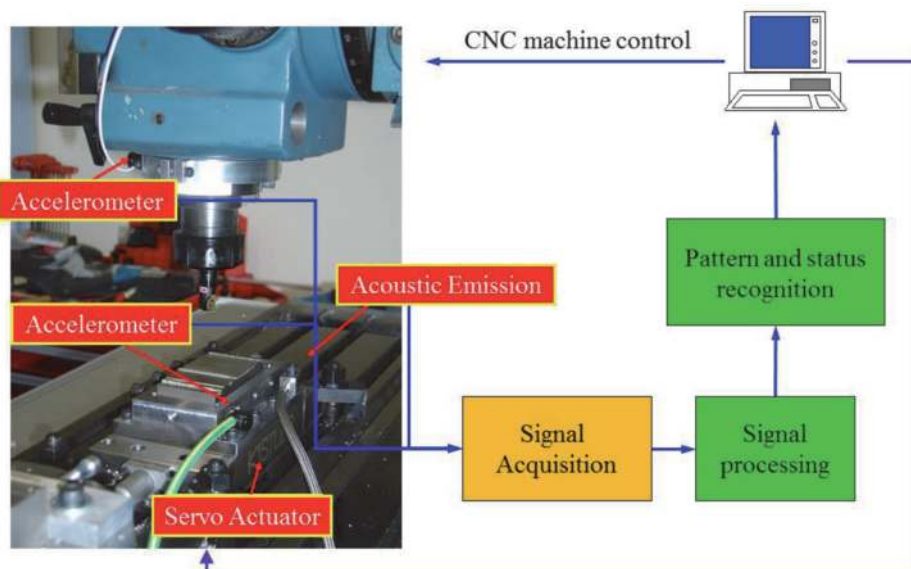 CNC machine control
Accelerometer
Acoustic Emission
Accelerometer
Servo Actuator
Signal
Acquisition
Signal
processing
Pattern and status
recognition